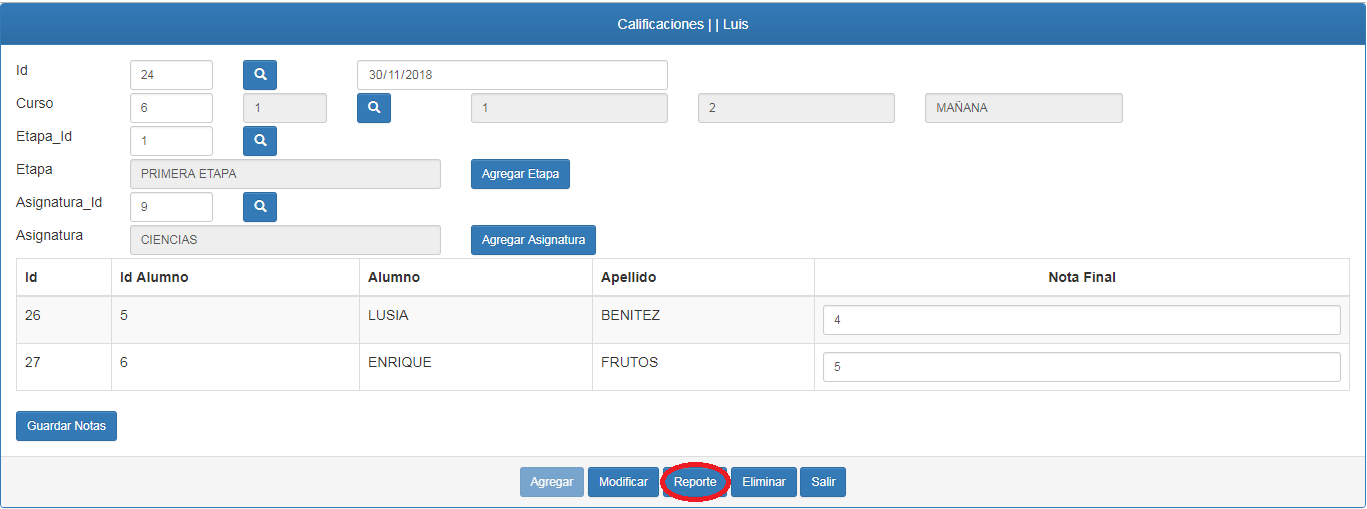 Calificaciones | | Luis
Id 24 30/11/2018
Curso 6 1 1 2 MAÑANA
Etapa_Id 1
Etapa PRIMERA ETAPA Agregar Etapa
Asignatura_Id 9
Asignatura CIENCIAS Agregar Asignatura
Id Id Alumno Alumno Apellido Nota Final
26 5 LUSIA BENITEZ 4
27 6 ENRIQUE FRUTOS 5
Guardar Notas
Agregar Modificar Reporte Eliminar Salir